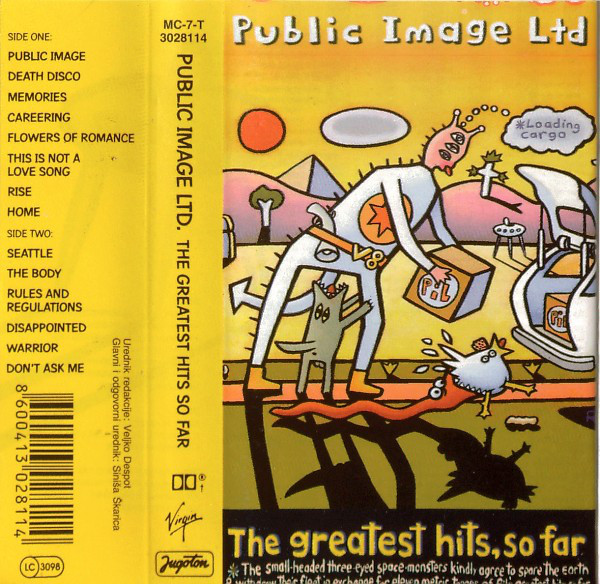 SIDE ONE:
PUBLIC IMAGE
DEATH DISCO
MEMORIES
CAREERING
FLOWERS OF ROMANCE
THIS IS NOT A
LOVE SONG
RISE
HOME
SIDE TWO:
SEATTLE
THE BODY
RULES AND
REGULATIONS
DISAPPOINTED
WARRIOR
DON'T ASK ME
Urednik redakcije: Veljko Despot
Glavni i odgovorni urednik: Siniša Škarica
8600413 028114
LC 3098
MC-7-T
3028114
PUBLIC IMAGE LTD. THE GREATEST HITS SO FAR
Virgin
Jugoton
Public Image Ltd
*Loading
cargo
V8
PiL
PiL
The greatest hits, so far
* The small-headed three-eyed space-monsters kindly agree to spare the earth